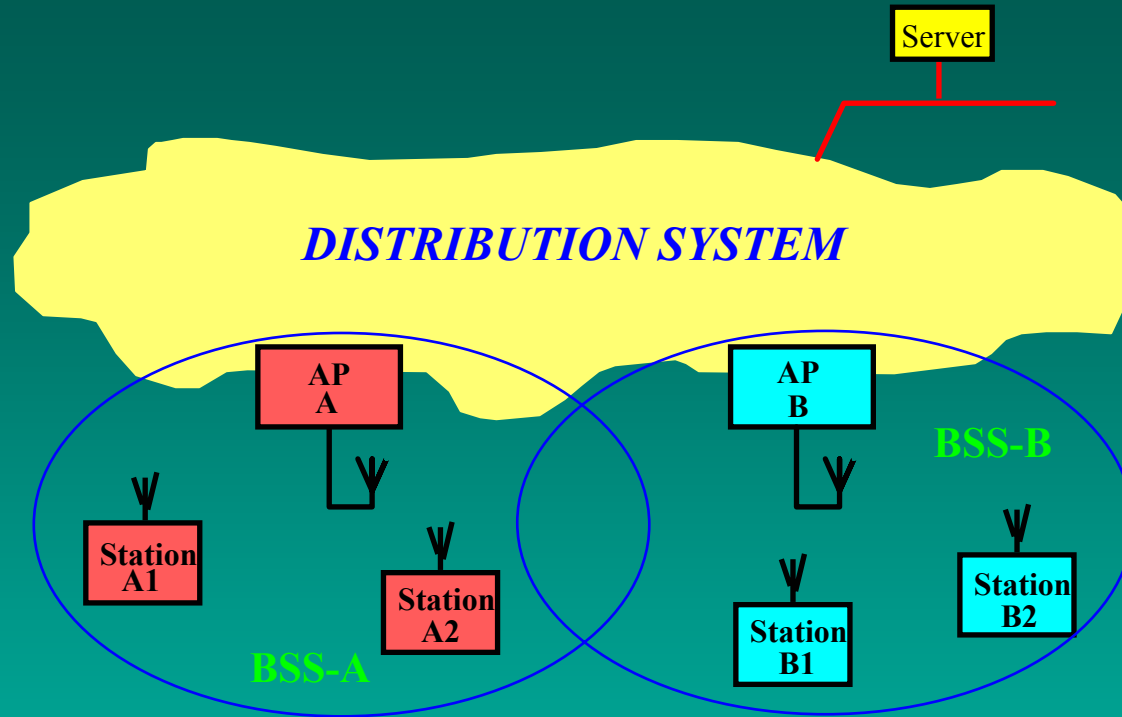 Server
DISTRIBUTION SYSTEM
AP
A
AP
B
BSS-B
Station
A1
Station
A2
Station
B1
Station
B2
BSS-A